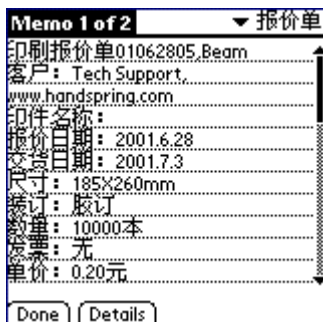 Memo 1 of 2 报价单
印刷报价单01062805,Beam
客户：Tech Support,
www.handspring.com
印件名称：
报价日期：2001.6.28
交货日期：2001.7.3
尺寸：185X260mm
装订：胶订
数量：10000本
发票：无
单价：0.20元
Done Details